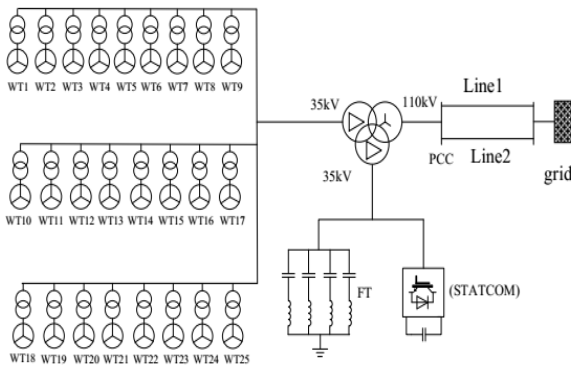 WT1 WT2 WT3 WT4 WT5 WT6 WT7 WT8 WT9
35kV
110kV
Line1
PCC
Line2
grid
35kV
WT10 WT11 WT12 WT13 WT14 WT15 WT16 WT17
FT
(STATCOM)
WT18 WT19 WT20 WT21 WT22 WT23 WT24 WT25